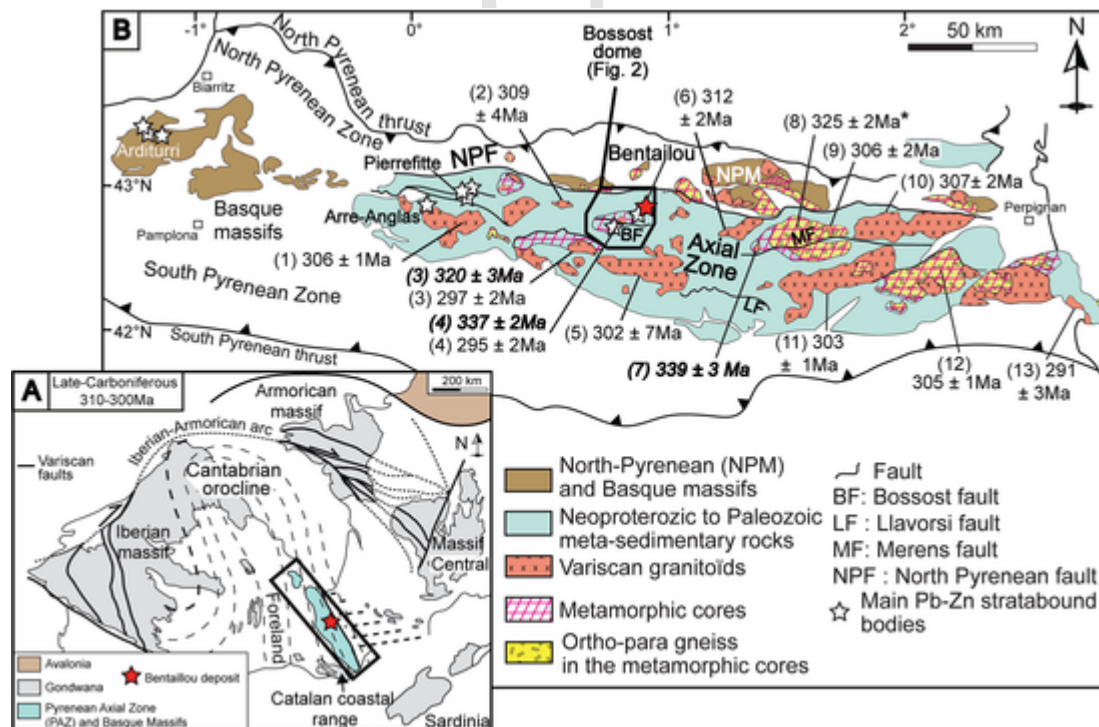 B
-1°
0°
1°
2°
50 km
N
North Pyrenean thrust
North Pyrenean Zone
Biarritz
Arditurri
Basque
massifs
Pamplona
South Pyrenean Zone
South Pyrenean thrust
43°N
42°N
Bossost
dome
(Fig. 2)
NPF
Pierrefitte
Arre-Anglas
Bentaillou
NPM
BF
Axial
Zone
MF
LF
Perpignan
(1) 306 ± 1Ma
(2) 309
± 4Ma
(3) 320 ± 3Ma
(3) 297 ± 2Ma
(4) 337 ± 2Ma
(4) 295 ± 2Ma
(5) 302 ± 7Ma
(6) 312
± 2Ma
(7) 339 ± 3 Ma
(8) 325 ± 2Ma*
(9) 306 ± 2Ma
(10) 307± 2Ma
(11) 303
± 1Ma
(12)
305 ± 1Ma
(13) 291
± 3Ma
A
Late-Carboniferous
310-300Ma
200 km
N
Variscan
faults
Iberian-Armorican arc
Armorican
massif
Cantabrian
orocline
Iberian
massif
Massif
Central
Foreland
Catalan coastal
range
Sardinia
Avalonia
Gondwana
Bentaillou deposit
Pyrenean Axial Zone
(PAZ) and Basque Massifs
North-Pyrenean (NPM)
and Basque massifs
Neoproterozic to Paleozoic
meta-sedimentary rocks
Variscan granitoïds
Metamorphic cores
Ortho-para gneiss
in the metamorphic cores
Fault
BF: Bossost fault
LF : Llavorsi fault
MF: Merens fault
NPF : North Pyrenean fault
Main Pb-Zn stratabound
bodies